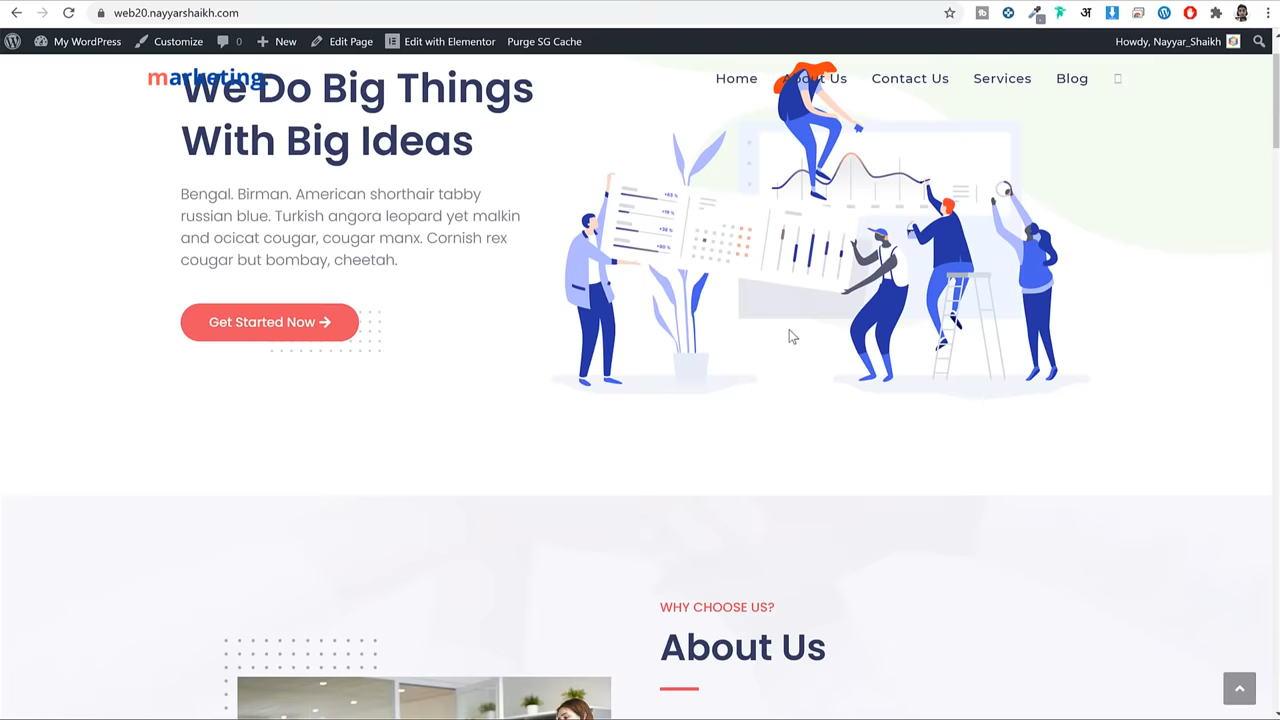 web20.nayyarshaikh.com
अ
My WordPress
Customize
0
New
Edit Page
Edit with Elementor
Purge SG Cache
Howdy, Nayyar_Shaikh
marketing
Home
About Us
Contact Us
Services
Blog
We Do Big Things
With Big Ideas
Bengal. Birman. American shorthair tabby
russian blue. Turkish angora leopard yet malkin
and ocicat cougar, cougar manx. Cornish rex
cougar but bombay, cheetah.
Get Started Now
WHY CHOOSE US?
About Us